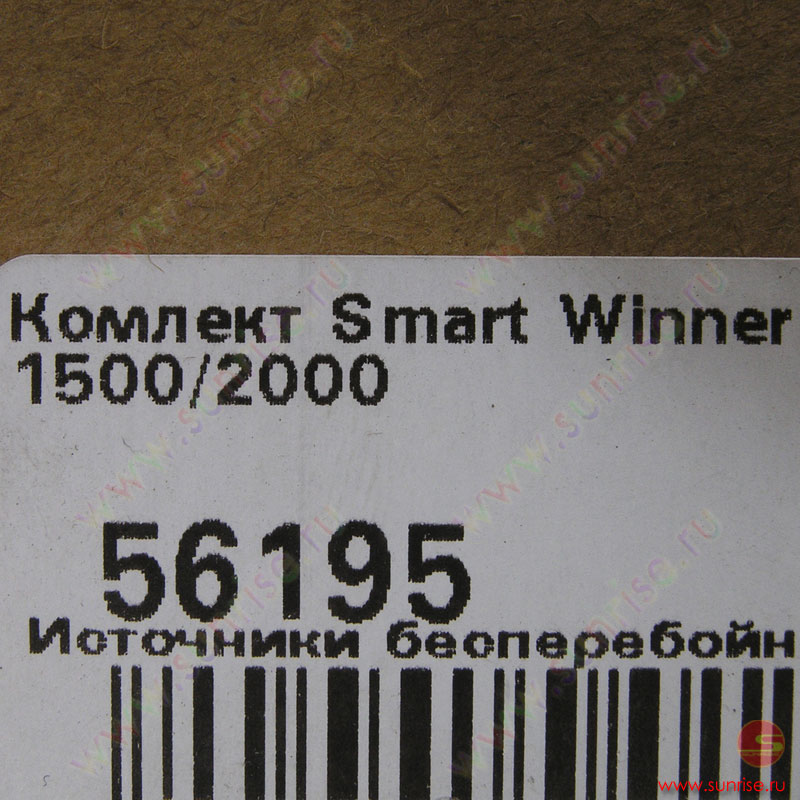 Комлект Smart Winner
1500/2000
56195
Источники бесперебойн
www.sunrise.ru